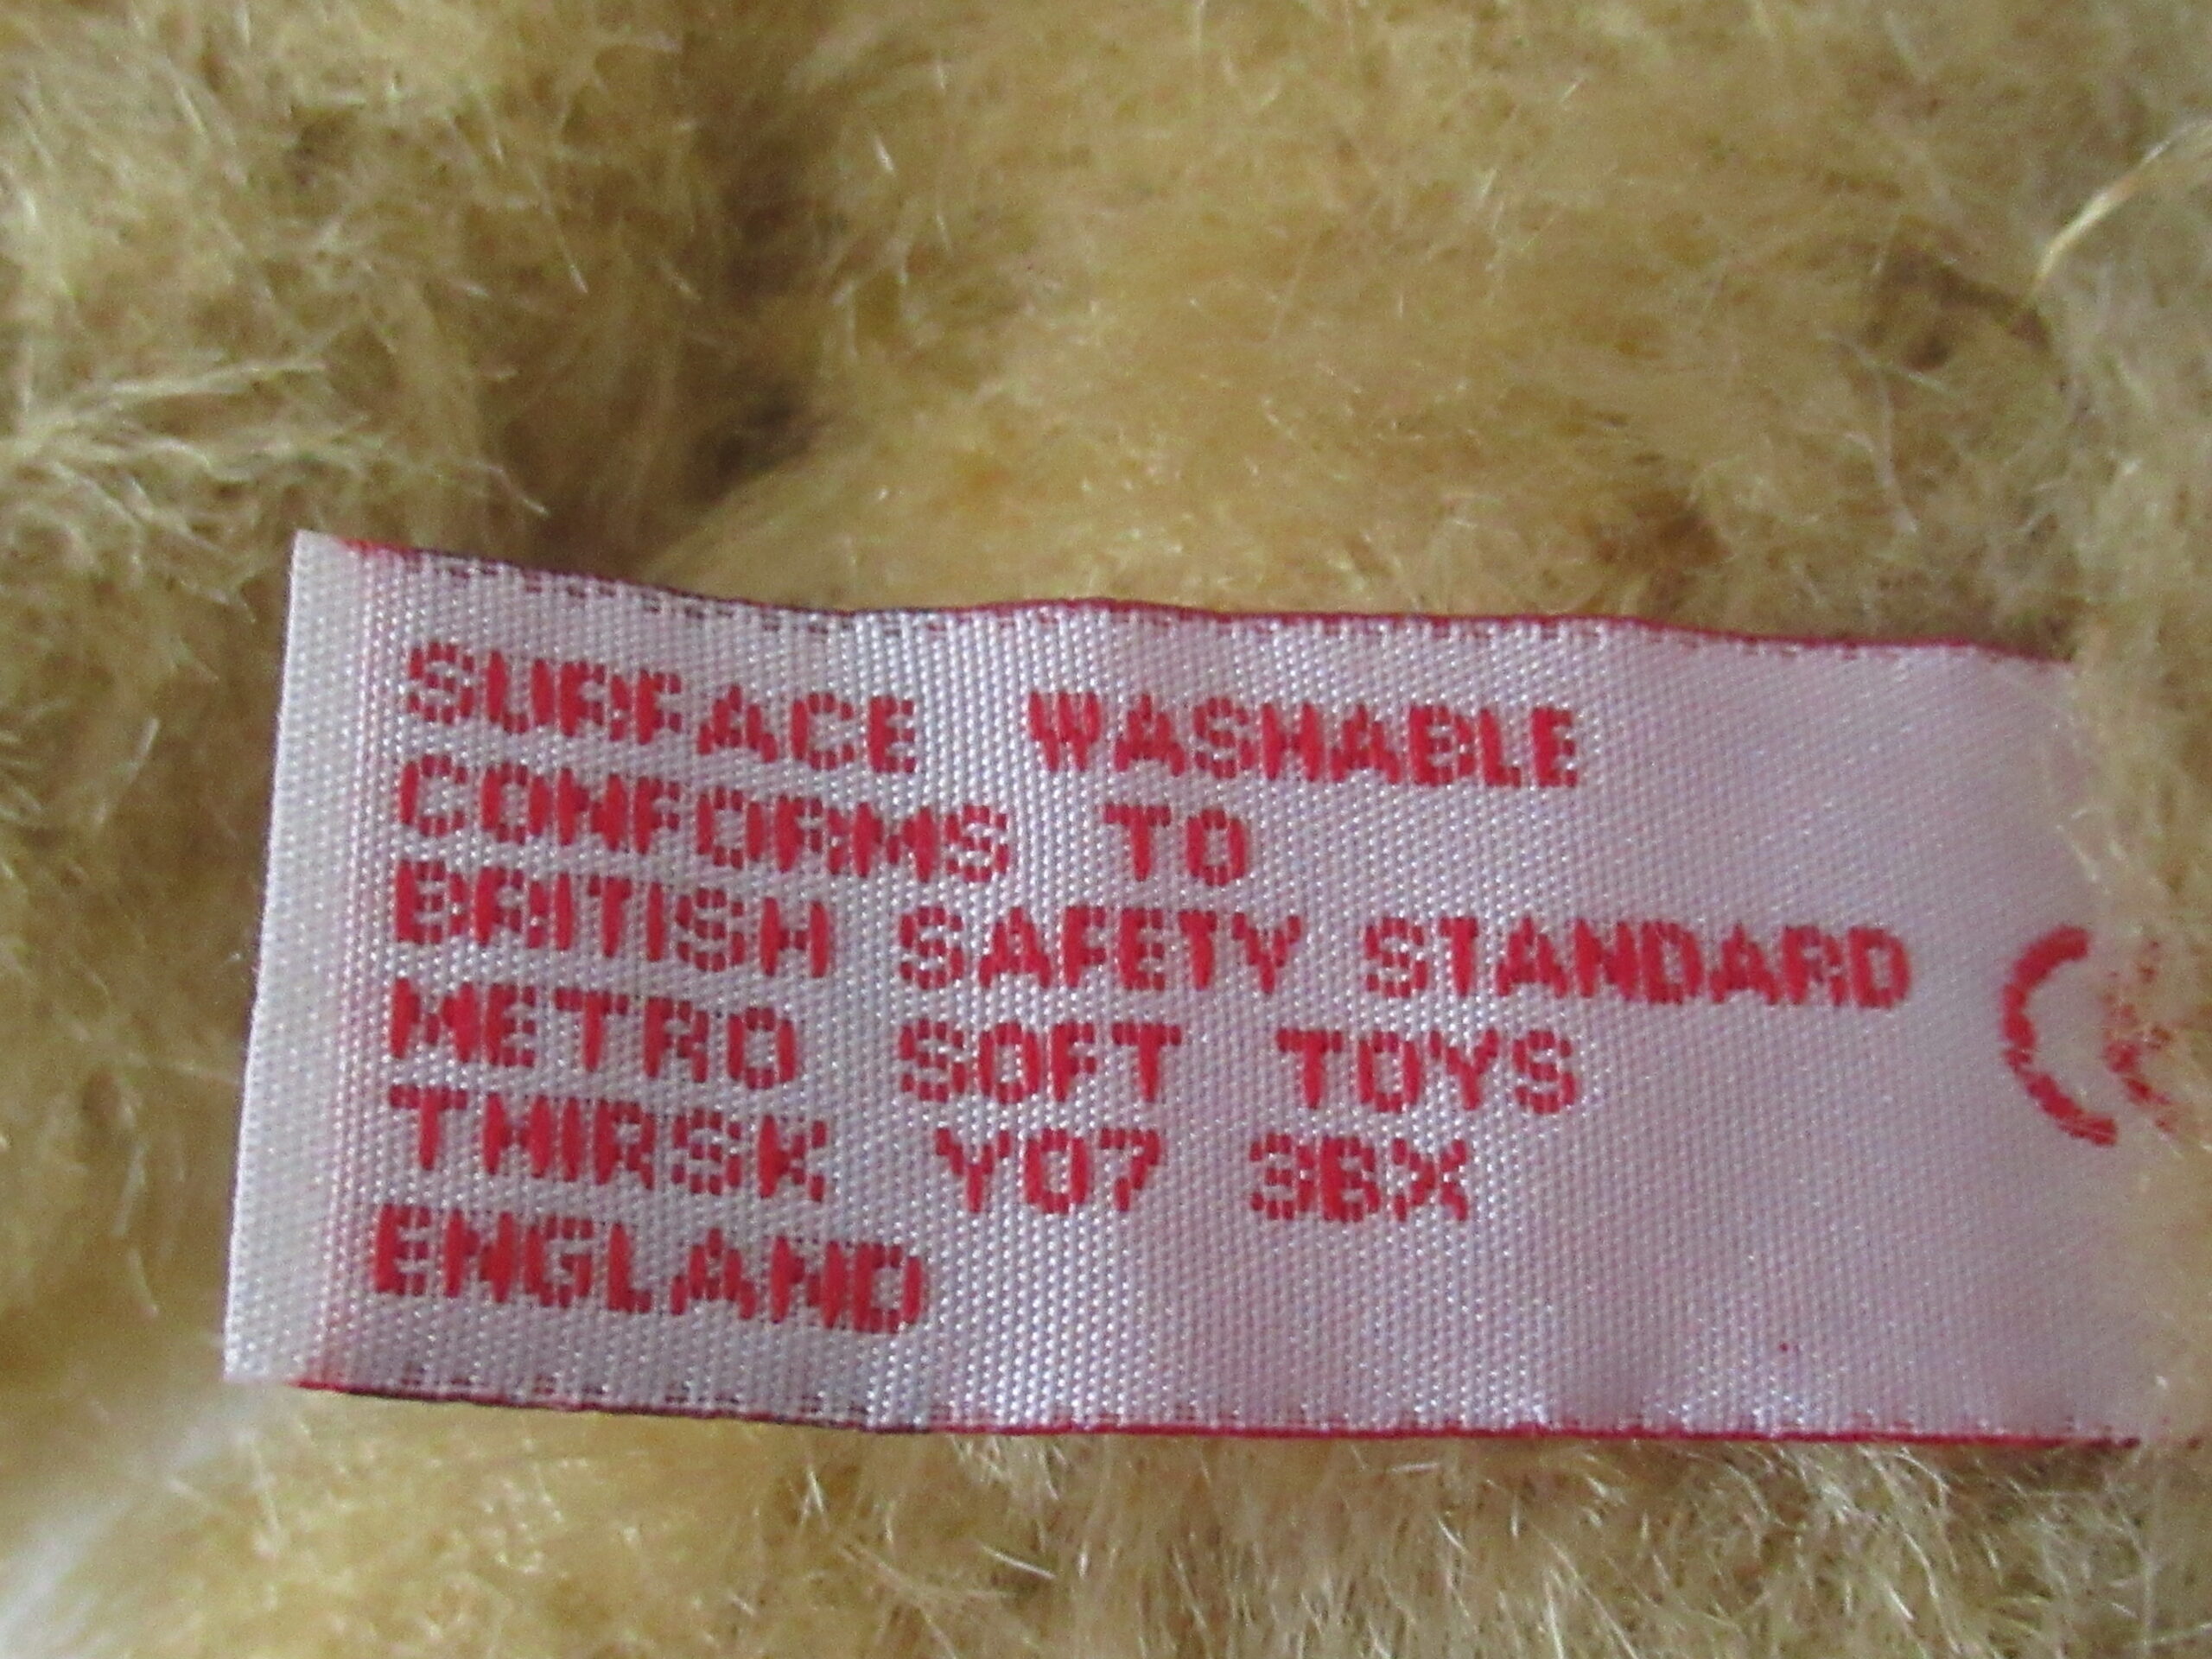 SURFACE WASHABLE
CONFORMS TO
BRITISH SAFETY STANDARD
METRO SOFT TOYS
THIRSK YO7 3BX
ENGLAND